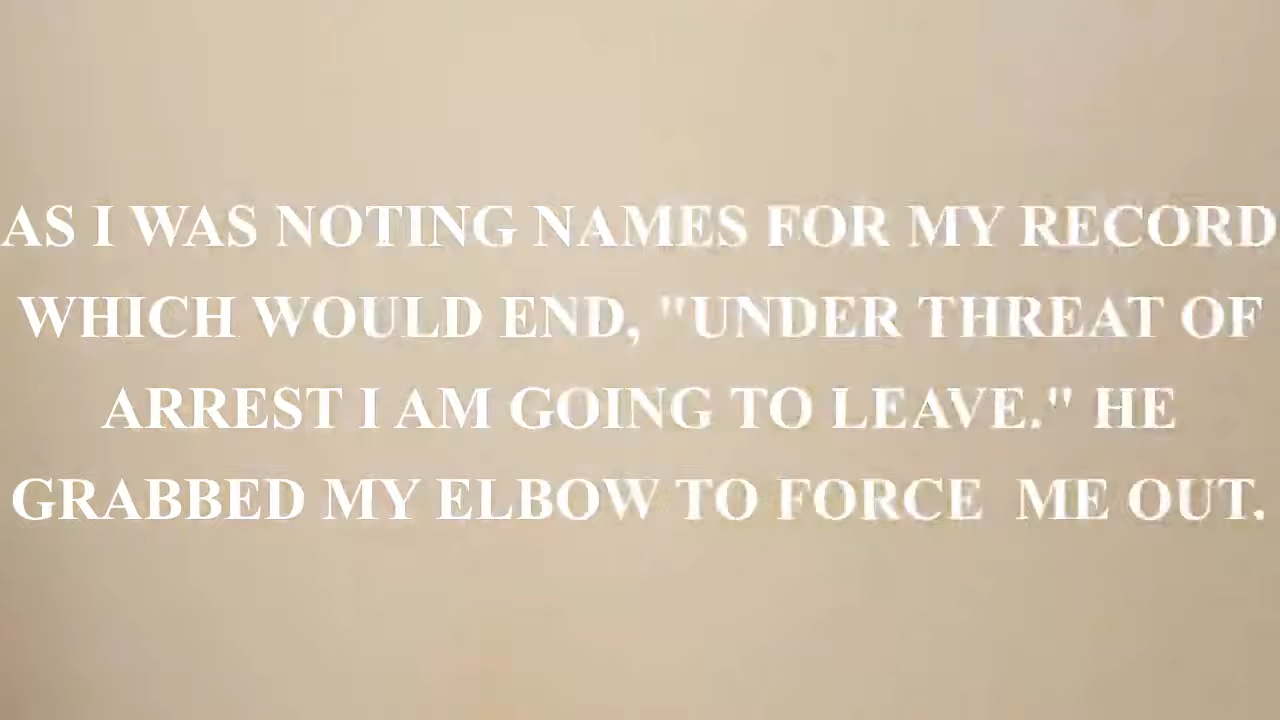 AS I WAS NOTING NAMES FOR MY RECORD
WHICH WOULD END, "UNDER THREAT OF
ARREST I AM GOING TO LEAVE." HE
GRABBED MY ELBOW TO FORCE  ME OUT.